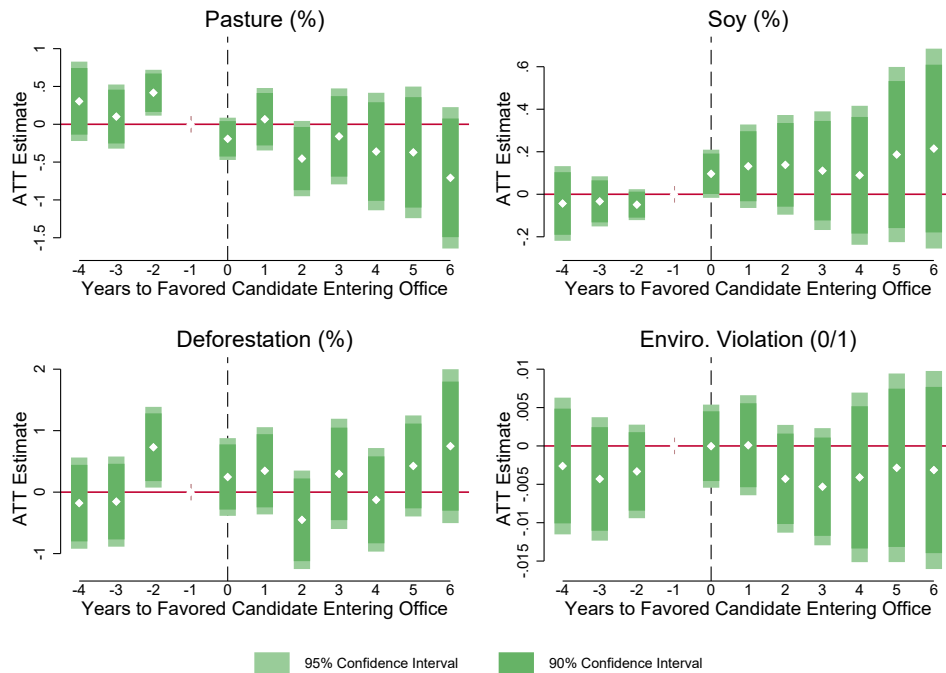 Pasture (%)
ATT Estimate
1
.5
0
-.5
-1
-1.5
-4 -3 -2 -1 0 1 2 3 4 5 6
Years to Favored Candidate Entering Office
Soy (%)
ATT Estimate
.6
.4
.2
0
-.2
-4 -3 -2 -1 0 1 2 3 4 5 6
Years to Favored Candidate Entering Office
Deforestation (%)
ATT Estimate
2
1
0
-1
-4 -3 -2 -1 0 1 2 3 4 5 6
Years to Favored Candidate Entering Office
Enviro. Violation (0/1)
ATT Estimate
.01
.005
0
-.005
-.01
-.015
-4 -3 -2 -1 0 1 2 3 4 5 6
Years to Favored Candidate Entering Office
95% Confidence Interval
90% Confidence Interval